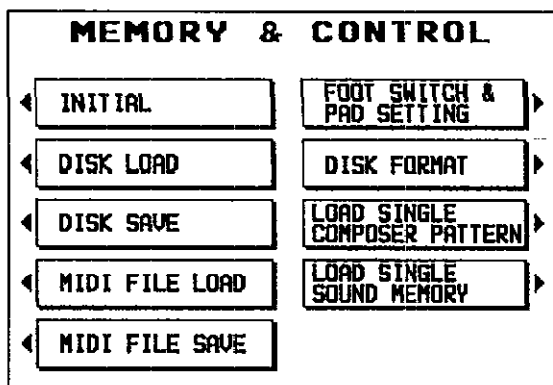 MEMORY & CONTROL
INITIAL
FOOT SWITCH &
PAD SETTING
DISK LOAD
DISK FORMAT
DISK SAVE
LOAD SINGLE
COMPOSER PATTERN
MIDI FILE LOAD
LOAD SINGLE
SOUND MEMORY
MIDI FILE SAVE